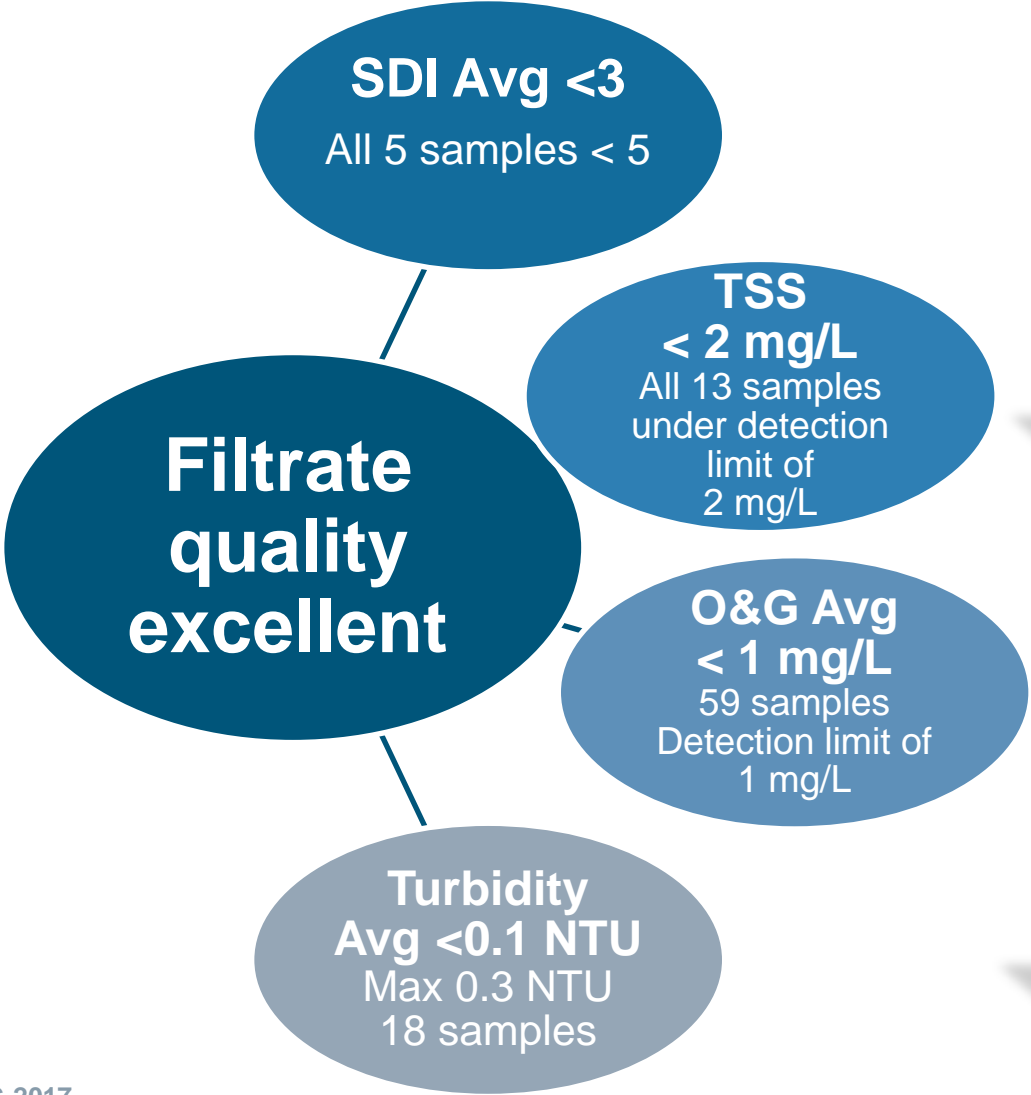 SDI Avg <3
All 5 samples < 5
TSS
< 2 mg/L
All 13 samples
under detection
limit of
2 mg/L
Filtrate
quality
excellent
O&G Avg
< 1 mg/L
59 samples
Detection limit of
1 mg/L
Turbidity
Avg <0.1 NTU
Max 0.3 NTU
18 samples
2017